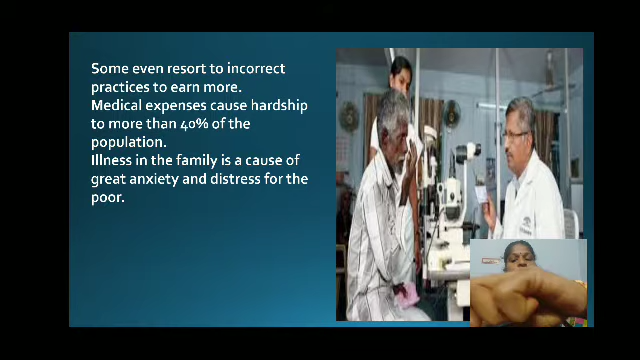 Some even resort to incorrect
practices to earn more.
Medical expenses cause hardship
to more than 40% of the
population.
Illness in the family is a cause of
great anxiety and distress for the
poor.